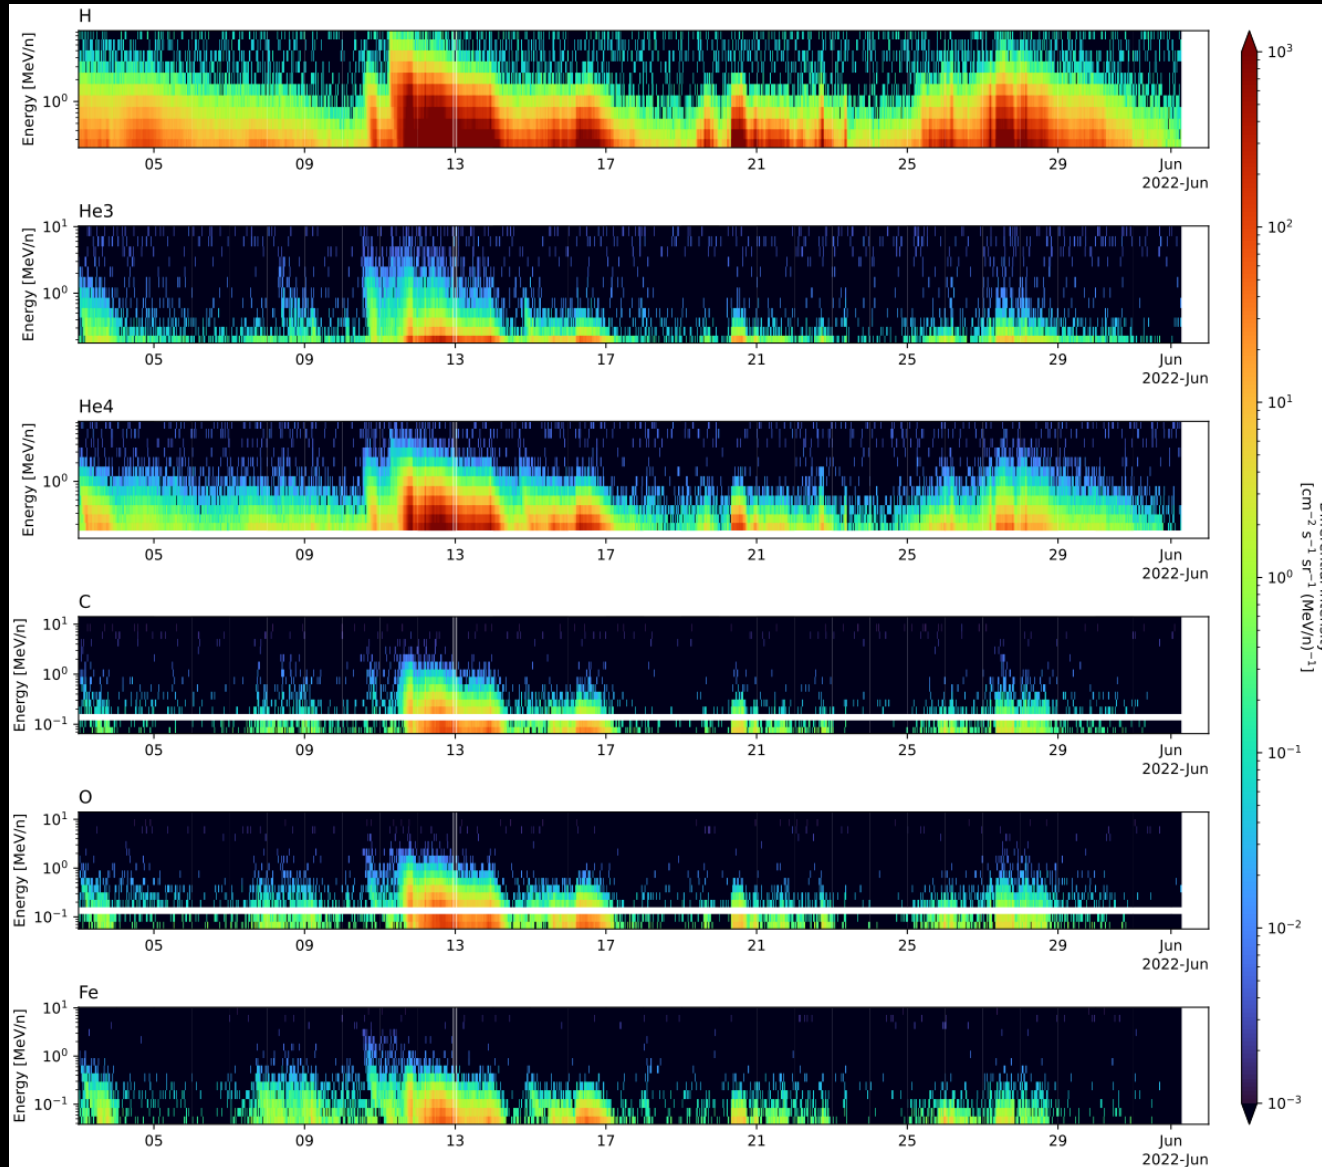 H
Energy [MeV/n]
10⁰
05 09 13 17 21 25 29 Jun
2022-Jun
He3
Energy [MeV/n]
10¹
10⁰
05 09 13 17 21 25 29 Jun
2022-Jun
He4
Energy [MeV/n]
10⁰
05 09 13 17 21 25 29 Jun
2022-Jun
C
Energy [MeV/n]
10¹
10⁰
10⁻¹
05 09 13 17 21 25 29 Jun
2022-Jun
O
Energy [MeV/n]
10¹
10⁰
10⁻¹
05 09 13 17 21 25 29 Jun
2022-Jun
Fe
Energy [MeV/n]
10¹
10⁰
10⁻¹
05 09 13 17 21 25 29 Jun
2022-Jun
10³
10²
10¹
10⁰
10⁻¹
10⁻²
10⁻³
[cm⁻² s⁻¹ sr⁻¹ (MeV/n)⁻¹]